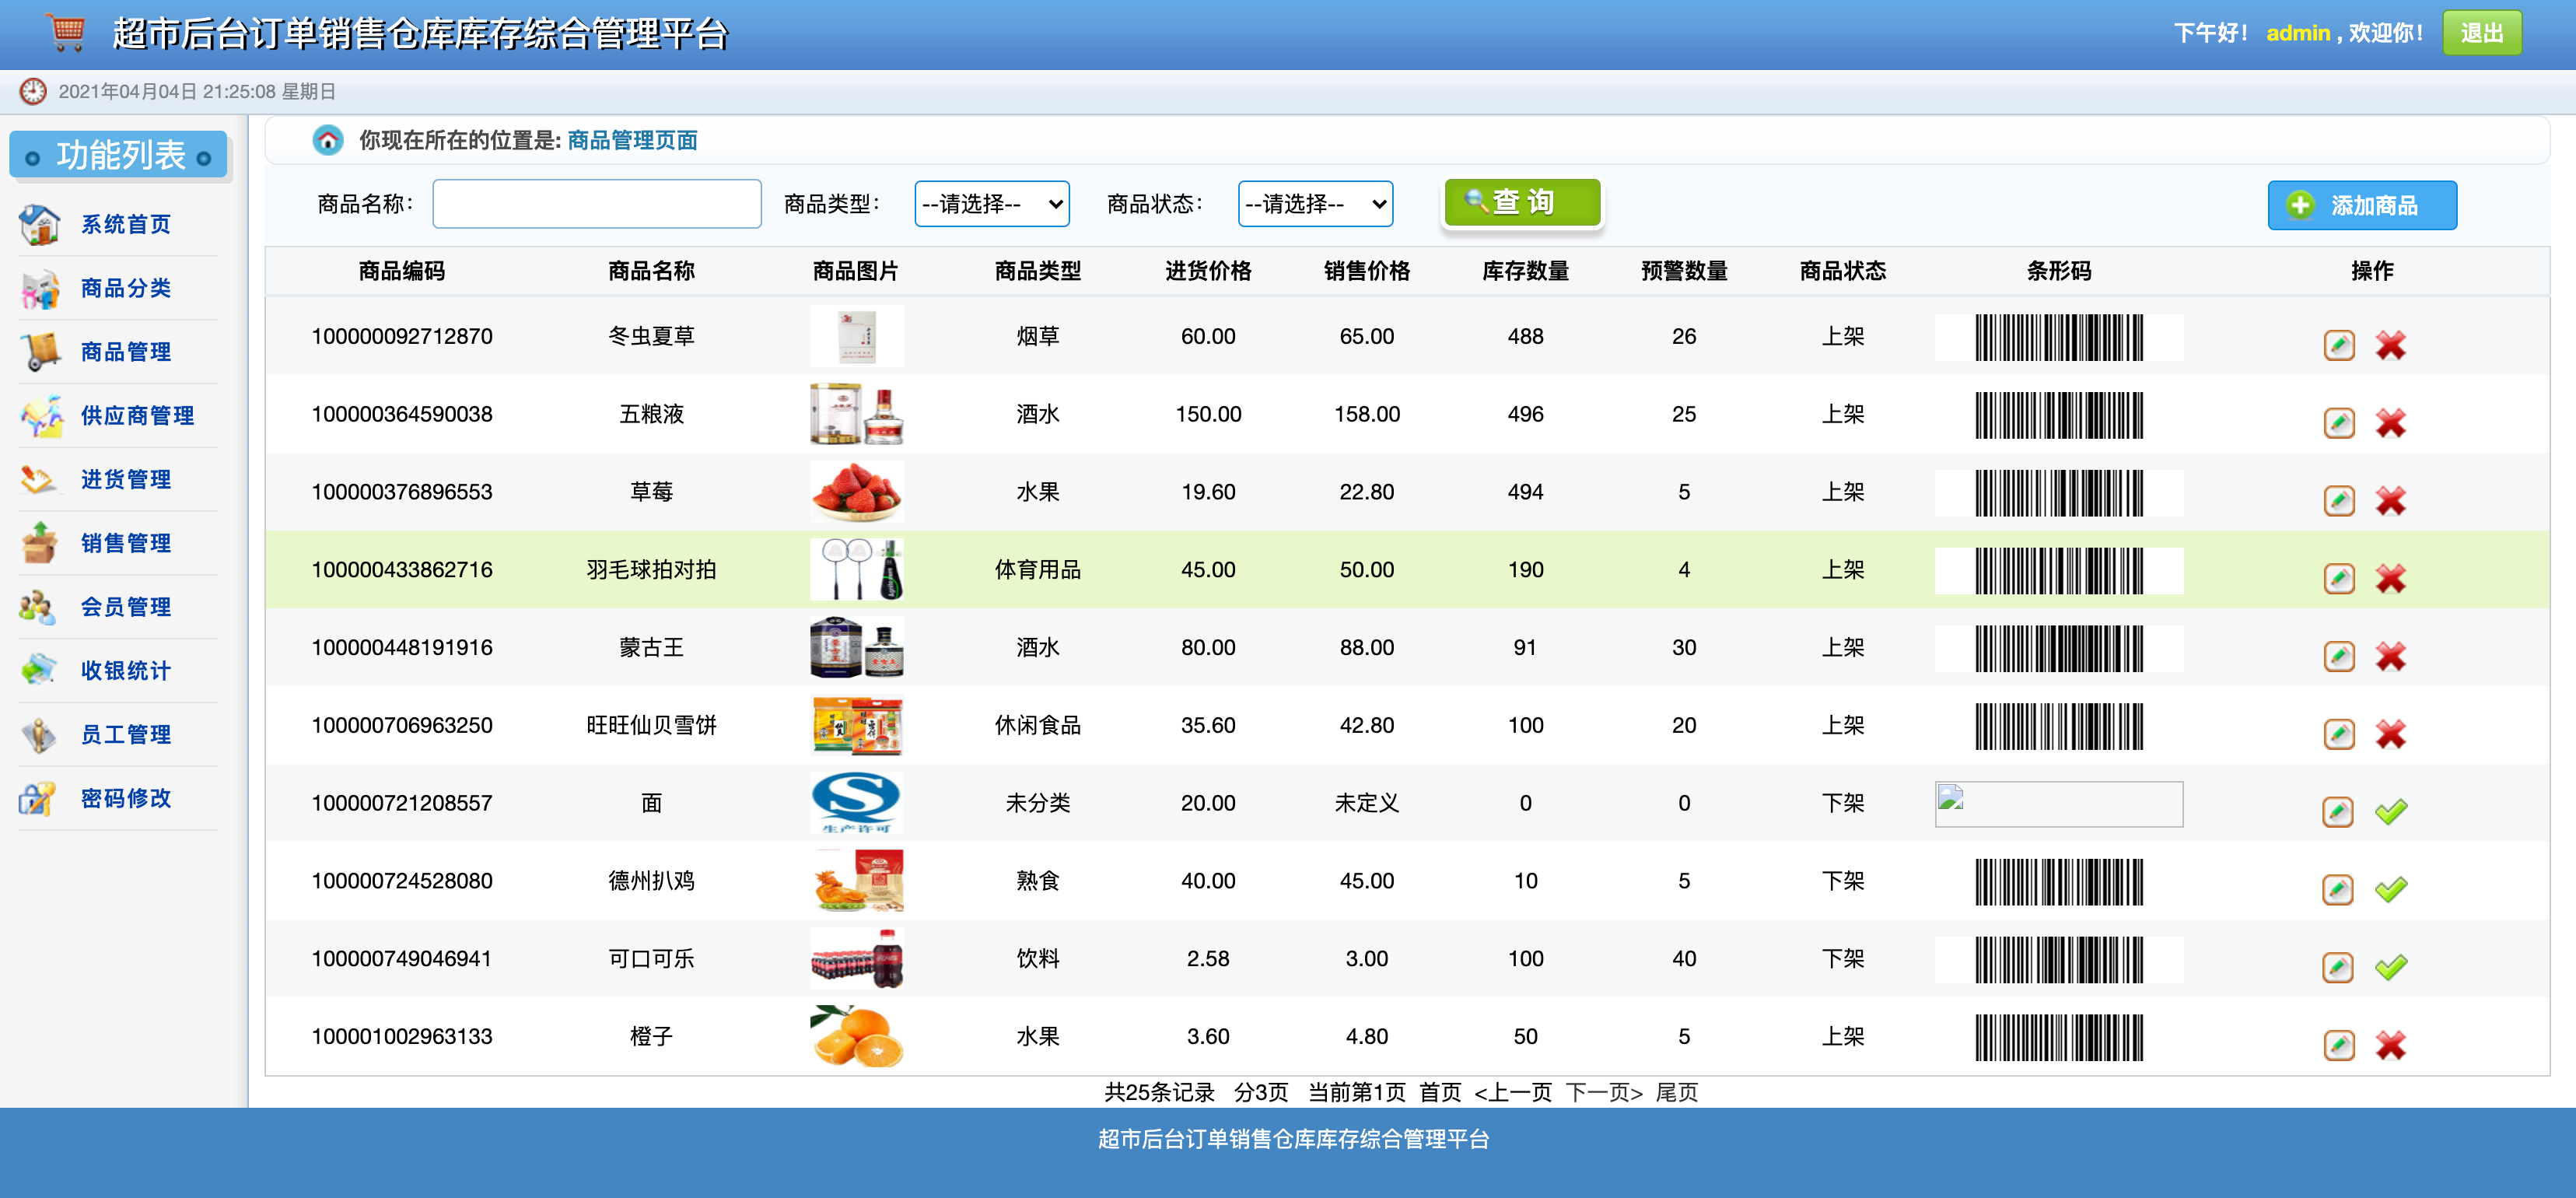 超市后台订单销售仓库库存综合管理平台
下午好！ admin , 欢迎你！ 退出
2021年04月04日 21:25:08 星期日
功能列表
系统首页
商品分类
商品管理
供应商管理
进货管理
销售管理
会员管理
收银统计
员工管理
密码修改
你现在所在的位置是: 商品管理页面
商品名称： 商品类型： --请选择-- 商品状态： --请选择-- 查 询 添加商品
商品编码 商品名称 商品图片 商品类型 进货价格 销售价格 库存数量 预警数量 商品状态 条形码 操作
100000092712870 冬虫夏草 烟草 60.00 65.00 488 26 上架
100000364590038 五粮液 酒水 150.00 158.00 496 25 上架
100000376896553 草莓 水果 19.60 22.80 494 5 上架
100000433862716 羽毛球拍对拍 体育用品 45.00 50.00 190 4 上架
100000448191916 蒙古王 酒水 80.00 88.00 91 30 上架
100000706963250 旺旺仙贝雪饼 休闲食品 35.60 42.80 100 20 上架
100000721208557 面 生产许可 未分类 20.00 未定义 0 0 下架
100000724528080 德州扒鸡 熟食 40.00 45.00 10 5 下架
100000749046941 可口可乐 饮料 2.58 3.00 100 40 下架
100001002963133 橙子 水果 3.60 4.80 50 5 上架
共25条记录 分3页 当前第1页 首页 <上一页 下一页> 尾页
超市后台订单销售仓库库存综合管理平台